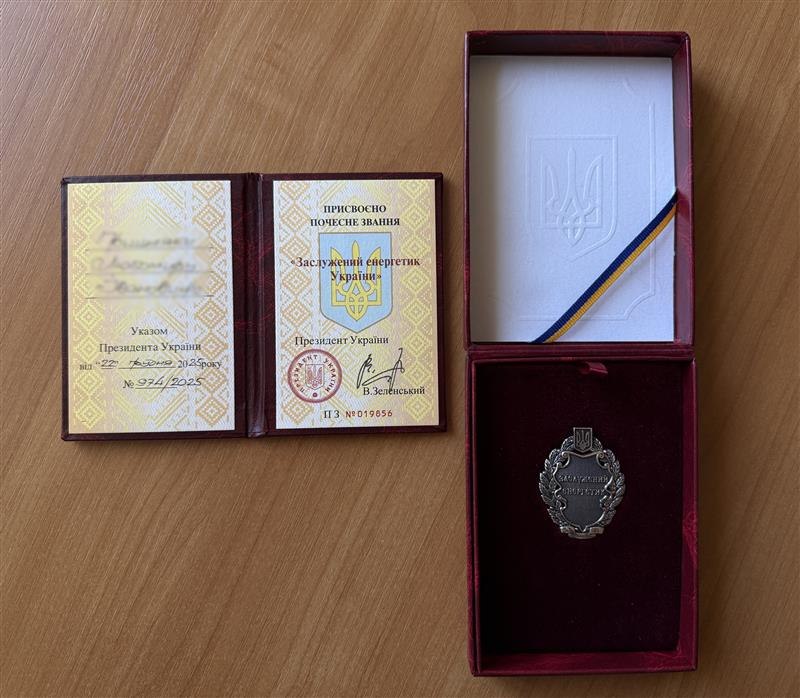 Указом
Президента України
від "22" грудня 2025 року
№ 974/2025
ПРИСВОЄНО
ПОЧЕСНЕ ЗВАННЯ
«Заслужений енергетик
України»
Президент України
ПРЕЗИДЕНТ УКРАЇНИ
В.Зеленський
ПЗ №019856
ЗАСЛУЖЕНИЙ
ЕНЕРГЕТИК